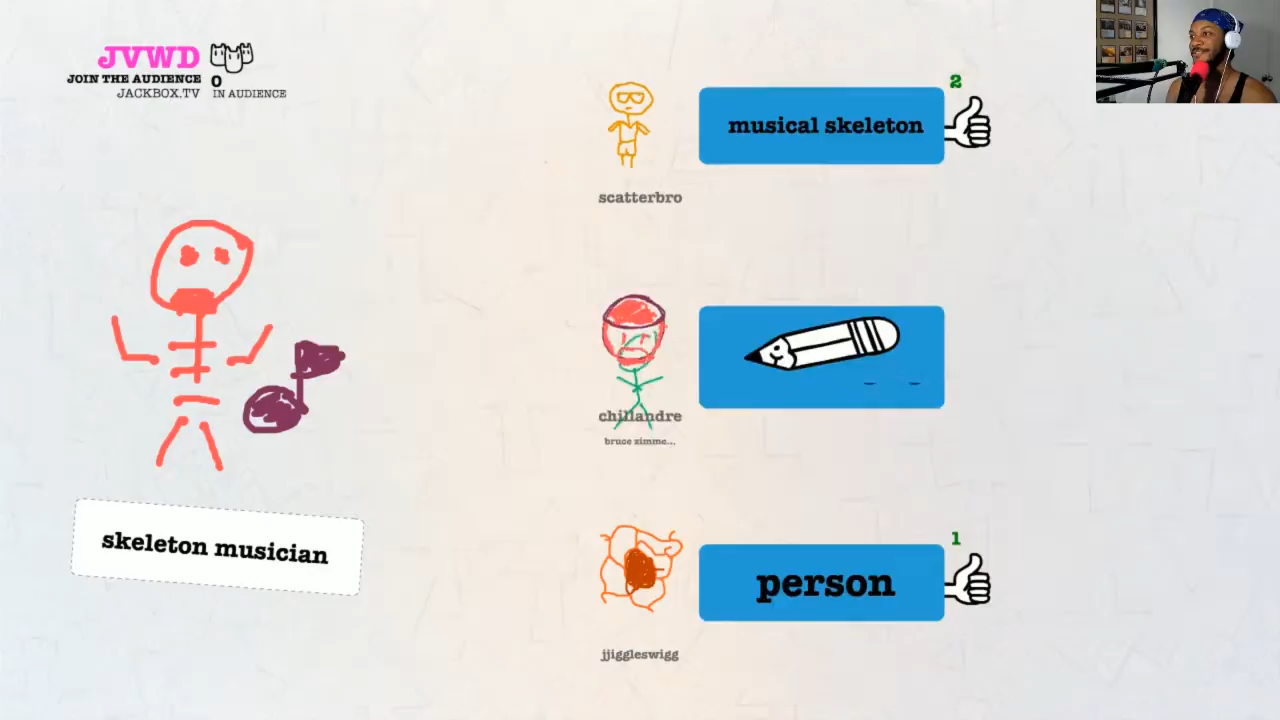 JVWD
JOIN THE AUDIENCE
JACKBOX.TV
0
IN AUDIENCE
2
musical skeleton
scatterbro
chillandre
bruce zimme...
1
person
jjiggleswigg
skeleton musician